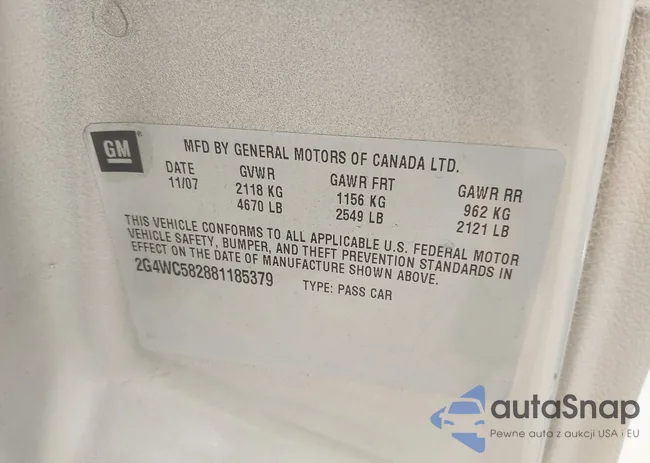 GM
MFD BY GENERAL MOTORS OF CANADA LTD.
DATE GVWR GAWR FRT GAWR RR
11/07 2118 KG 1156 KG 962 KG
4670 LB 2549 LB 2121 LB
THIS VEHICLE CONFORMS TO ALL APPLICABLE U.S. FEDERAL MOTOR
VEHICLE SAFETY, BUMPER, AND THEFT PREVENTION STANDARDS IN
EFFECT ON THE DATE OF MANUFACTURE SHOWN ABOVE.
2G4WC582881185379 TYPE: PASS CAR
autaSnap
Pewne auta z aukcji USA i EU